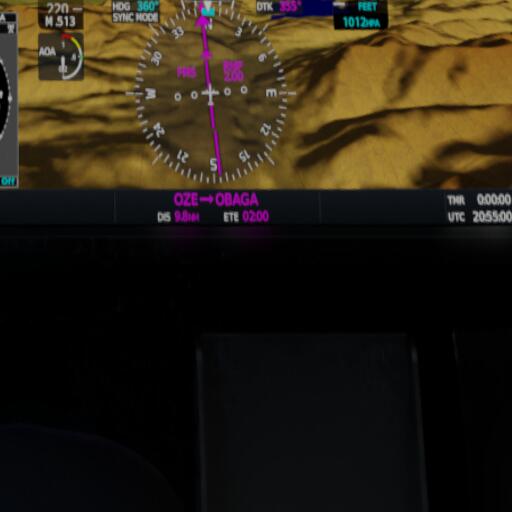 220
M .513
HDG 360°
SYNC MODE
DTK 355°
FEET
1012HPA
AOA
N
3
6
E
12
15
S
21
24
W
30
33
FMS
RNP
2.00
Off
OZE→OBAGA
DIS 9.8NM ETE 02:00
TMR 0:00:00
UTC 20:55:00